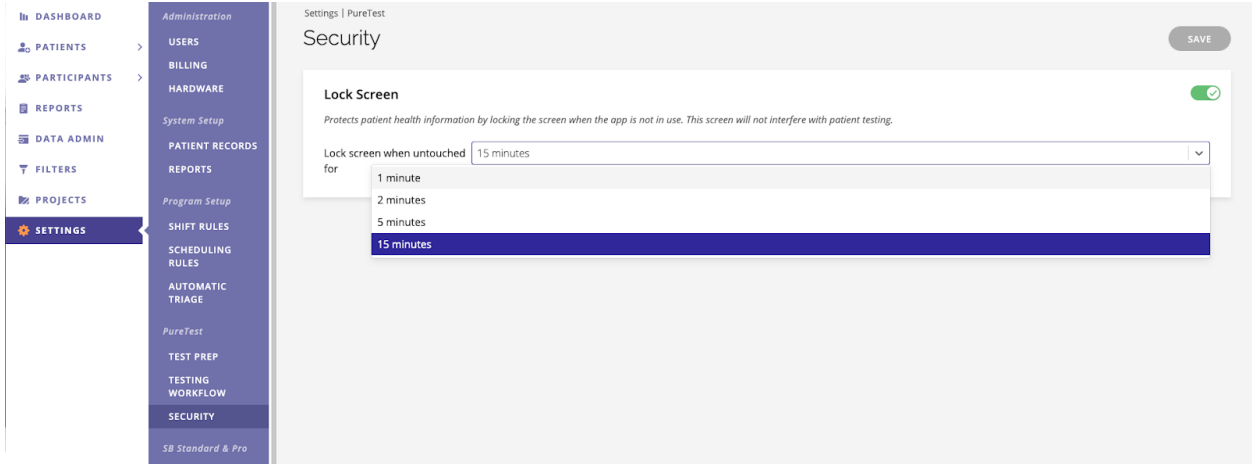 DASHBOARD
PATIENTS
PARTICIPANTS
REPORTS
DATA ADMIN
FILTERS
PROJECTS
SETTINGS
Administration
USERS
BILLING
HARDWARE
System Setup
PATIENT RECORDS
REPORTS
Program Setup
SHIFT RULES
SCHEDULING
RULES
AUTOMATIC
TRIAGE
PureTest
TEST PREP
TESTING
WORKFLOW
SECURITY
SB Standard & Pro
Settings | PureTest
Security
SAVE
Lock Screen
Protects patient health information by locking the screen when the app is not in use. This screen will not interfere with patient testing.
Lock screen when untouched
for
15 minutes
1 minute
2 minutes
5 minutes
15 minutes